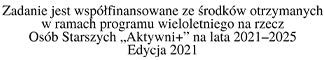 Zadanie jest współfinansowane ze środków otrzymanych
w ramach programu wieloletniego na rzecz
Osób Starszych „Aktywni+” na lata 2021–2025
Edycja 2021